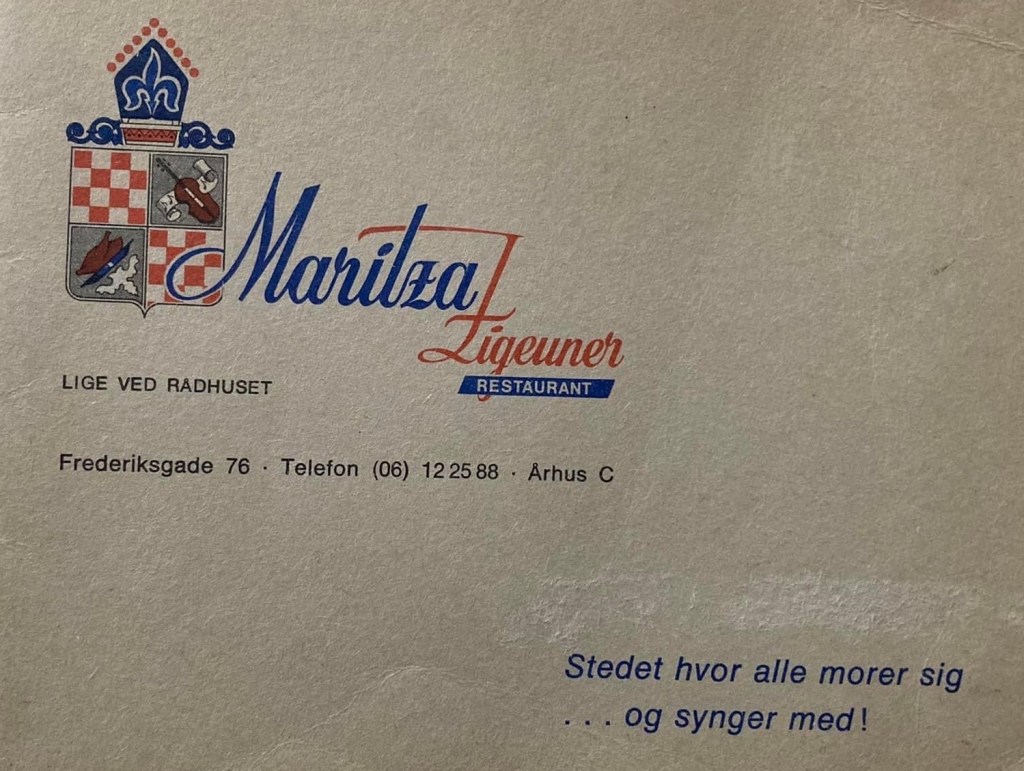 Maritza
Zigeuner
RESTAURANT
LIGE VED RADHUSET
Frederiksgade 76 · Telefon (06) 12 25 88 · Århus C
Stedet hvor alle morer sig
. . . og synger med!